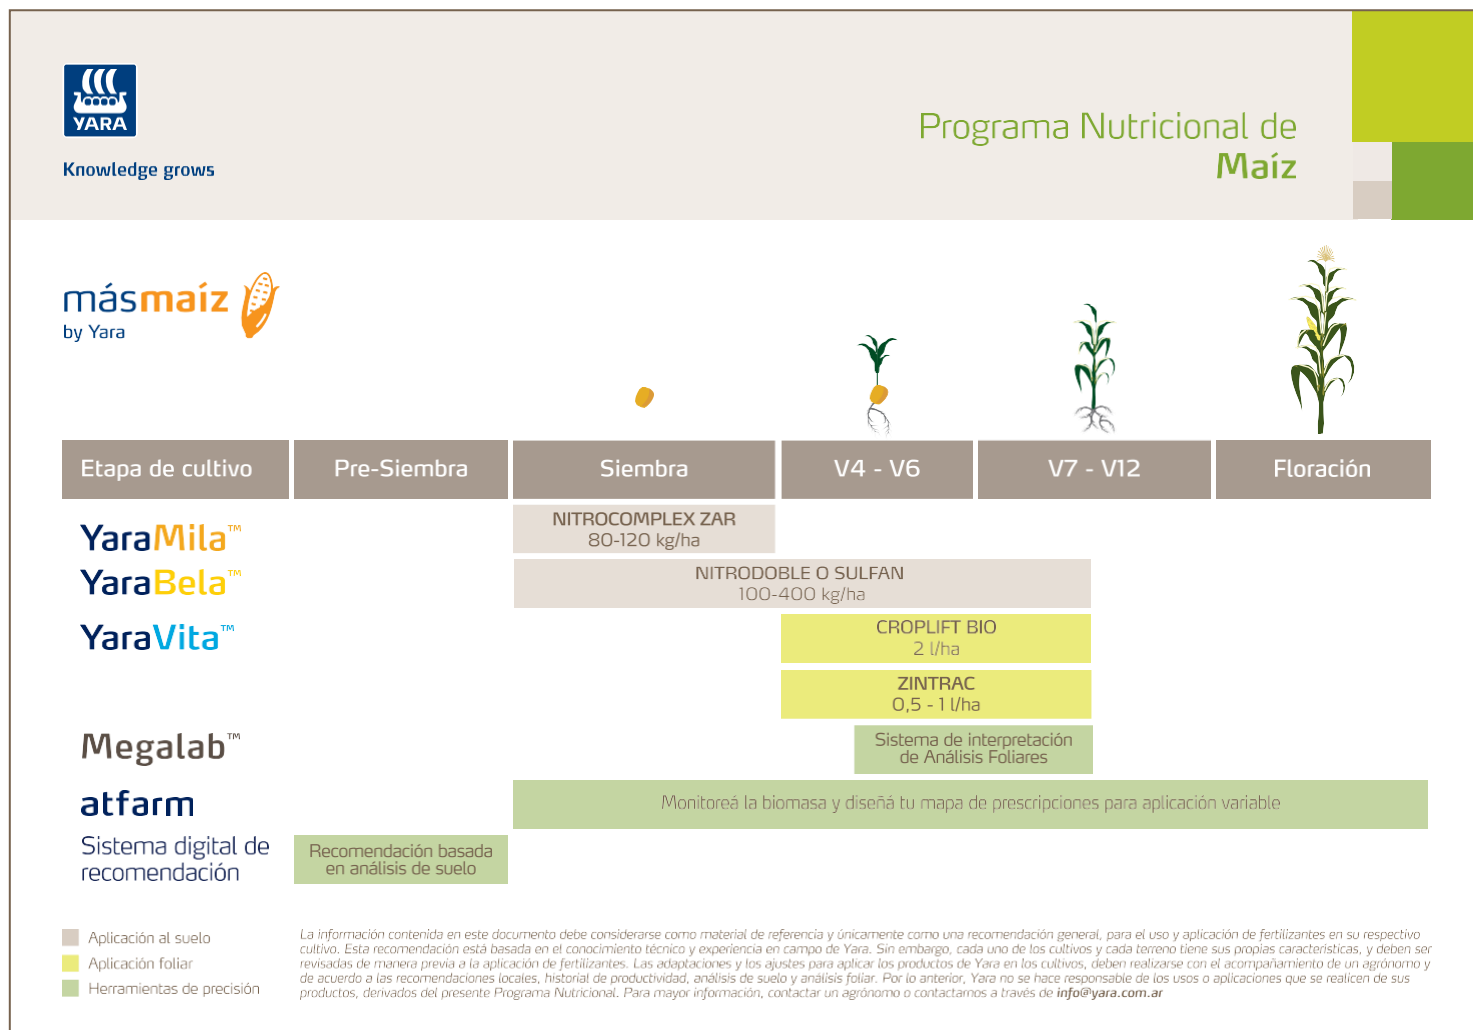 YARA
Knowledge grows
Programa Nutricional de
Maíz
másmaíz
by Yara
Etapa de cultivo
Pre-Siembra
Siembra
V4 - V6
V7 - V12
Floración
YaraMila™
NITROCOMPLEX ZAR
80-120 kg/ha
YaraBela™
NITRODOBLE O SULFAN
100-400 kg/ha
YaraVita™
CROPLIFT BIO
2 l/ha
ZINTRAC
0,5 - 1 l/ha
Megalab™
Sistema de interpretación
de Análisis Foliares
atfarm
Monitoreá la biomasa y diseñá tu mapa de prescripciones para aplicación variable
Sistema digital de
recomendación
Recomendación basada
en análisis de suelo
Aplicación al suelo
Aplicación foliar
Herramientas de precisión
La información contenida en este documento debe considerarse como material de referencia y únicamente como una recomendación general, para el uso y aplicación de fertilizantes en su respectivo
cultivo. Esta recomendación está basada en el conocimiento técnico y experiencia en campo de Yara. Sin embargo, cada uno de los cultivos y cada terreno tiene sus propias características, y deben ser
revisadas de manera previa a la aplicación de fertilizantes. Las adaptaciones y los ajustes para aplicar los productos de Yara en los cultivos, deben realizarse con el acompañamiento de un agrónomo y
de acuerdo a las recomendaciones locales, historial de productividad, análisis de suelo y análisis foliar. Por lo anterior, Yara no se hace responsable de los usos o aplicaciones que se realicen de sus
productos, derivados del presente Programa Nutricional. Para mayor información, contactar un agrónomo o contactarnos a través de info@yara.com.ar